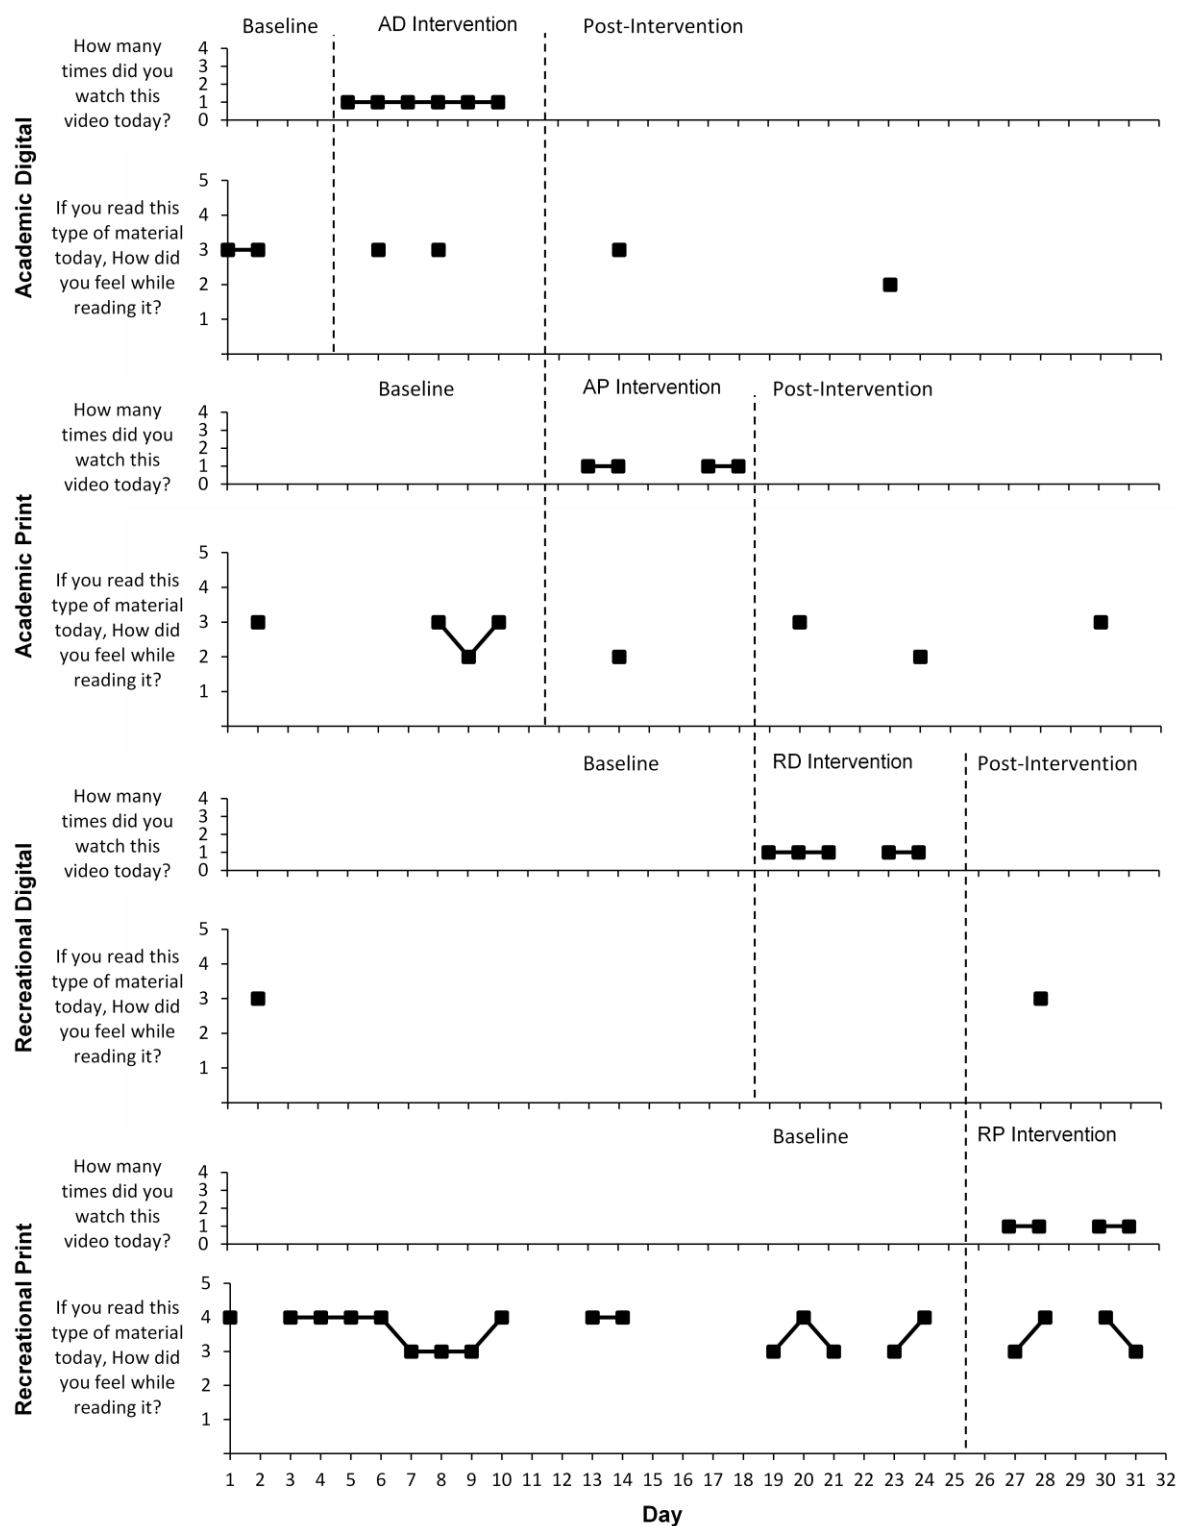 Baseline
AD Intervention
Post-Intervention
Academic Digital
How many
times did you
watch this
video today?
4
3
2
1
0
If you read this
type of material
today, How did
you feel while
reading it?
5
4
3
2
1
Baseline
AP Intervention
Post-Intervention
Academic Print
How many
times did you
watch this
video today?
4
3
2
1
0
If you read this
type of material
today, How did
you feel while
reading it?
5
4
3
2
1
Baseline
RD Intervention
Post-Intervention
Recreational Digital
How many
times did you
watch this
video today?
4
3
2
1
0
If you read this
type of material
today, How did
you feel while
reading it?
5
4
3
2
1
Baseline
RP Intervention
Recreational Print
How many
times did you
watch this
video today?
4
3
2
1
0
If you read this
type of material
today, How did
you feel while
reading it?
5
4
3
2
1
1 2 3 4 5 6 7 8 9 10 11 12 13 14 15 16 17 18 19 20 21 22 23 24 25 26 27 28 29 30 31 32
Day